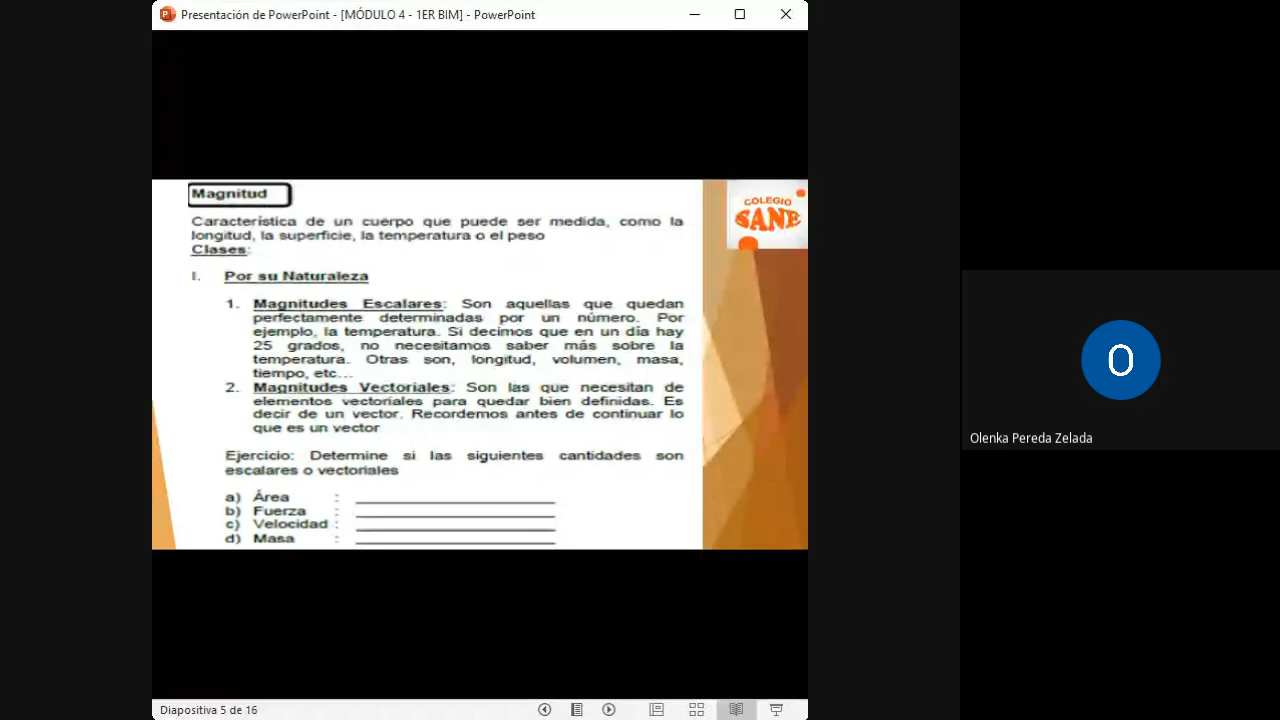 Presentación de PowerPoint - [MÓDULO 4 - 1ER BIM] - PowerPoint
Magnitud
COLEGIO
SANE
Característica de un cuerpo que puede ser medida, como la
longitud, la superficie, la temperatura o el peso
Clases:
I. Por su Naturaleza
1. Magnitudes Escalares: Son aquellas que quedan
perfectamente determinadas por un número. Por
ejemplo, la temperatura. Si decimos que en un día hay
25 grados, no necesitamos saber más sobre la
temperatura. Otras son, longitud, volumen, masa,
tiempo, etc...
2. Magnitudes Vectoriales: Son las que necesitan de
elementos vectoriales para quedar bien definidas. Es
decir de un vector. Recordemos antes de continuar lo
que es un vector
Ejercicio: Determine si las siguientes cantidades son
escalares o vectoriales
a) Área : ____________
b) Fuerza : ____________
c) Velocidad : ____________
d) Masa : ____________
O
Olenka Pereda Zelada
Diapositiva 5 de 16